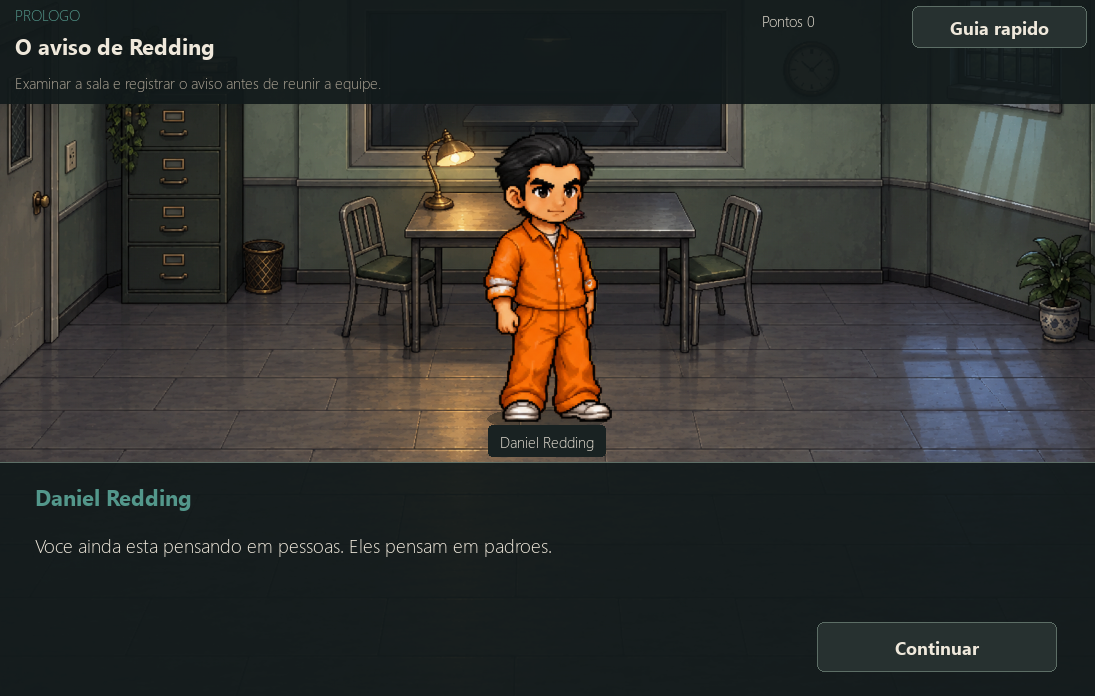 PROLOGO
O aviso de Redding
Examinar a sala e registrar o aviso antes de reunir a equipe.
Pontos 0
Guia rapido
Daniel Redding
Daniel Redding
Voce ainda esta pensando em pessoas. Eles pensam em padroes.
Continuar